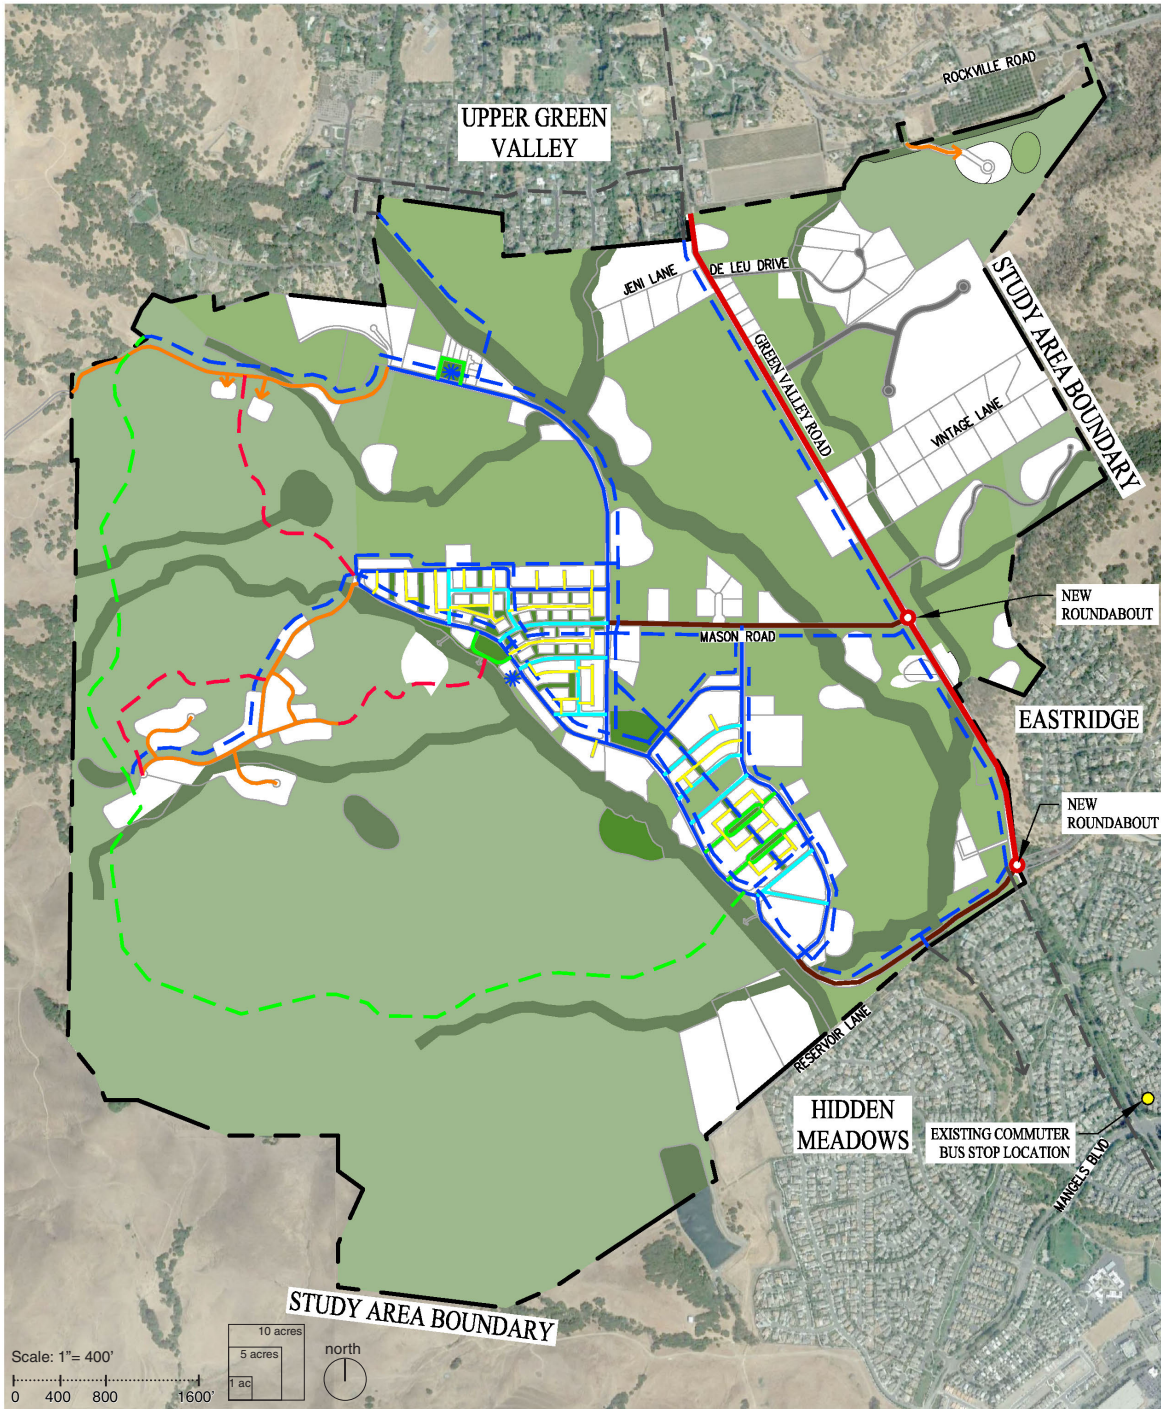 ROCKVILLE ROAD
UPPER GREEN
VALLEY
JENI LANE
DE LEU DRIVE
STUDY AREA BOUNDARY
GREEN VALLEY ROAD
VINTAGE LANE
NEW
ROUNDABOUT
MASON ROAD
EASTRIDGE
NEW
ROUNDABOUT
RESERVOIR LANE
HIDDEN
MEADOWS
EXISTING COMMUTER
BUS STOP LOCATION
MANGELS BLVD
STUDY AREA BOUNDARY
10 acres
5 acres
1 ac
north
Scale: 1"= 400'
0 400 800 1600'